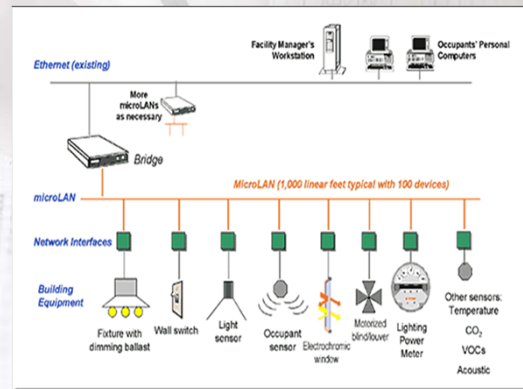 Facility Manager's
Workstation
Occupants' Personal
Computers
Ethernet (existing)
More
microLANs
as necessary
Bridge
MicroLAN (1,000 linear feet typical with 100 devices)
microLAN
Network Interfaces
Building
Equipment
Fixture with
dimming ballast
Wall switch
Light
sensor
Occupant
sensor
Electrochromic
window
Motorized
blind/louver
Lighting
Power
Meter
Other sensors:
Temperature
CO₂
VOCs
Acoustic